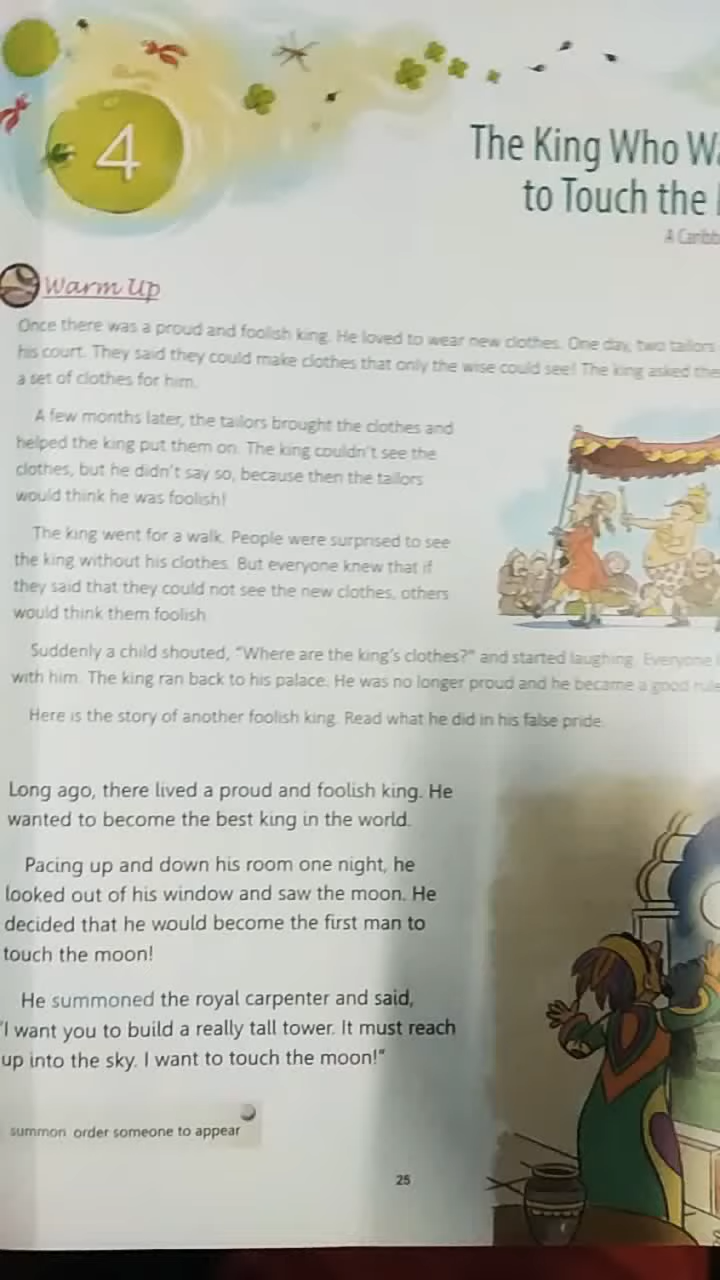 4
The King Who
to Touch the
A
Warm Up
Once there was a proud and foolish king. He loved to wear new clothes. One day, two tailors
his court. They said they could make clothes that only the wise could see! The king asked
a set of clothes for him.
A few months later, the tailors brought the clothes and
helped the king put them on. The king couldn't see the
clothes, but he didn't say so, because then the tailors
would think he was foolish!
The king went for a walk. People were surprised to see
the king without his clothes. But everyone knew that if
they said that they could not see the new clothes, others
would think them foolish.
Suddenly a child shouted, "Where are the king's clothes?" and started laughing. Everyone
with him. The king ran back to his palace. He was no longer proud and he became a good
Here is the story of another foolish king. Read what he did in his false pride.
Long ago, there lived a proud and foolish king. He
wanted to become the best king in the world.
Pacing up and down his room one night, he
looked out of his window and saw the moon. He
decided that he would become the first man to
touch the moon!
He summoned the royal carpenter and said,
"I want you to build a really tall tower. It must reach
up into the sky. I want to touch the moon!"
summon order someone to appear
25